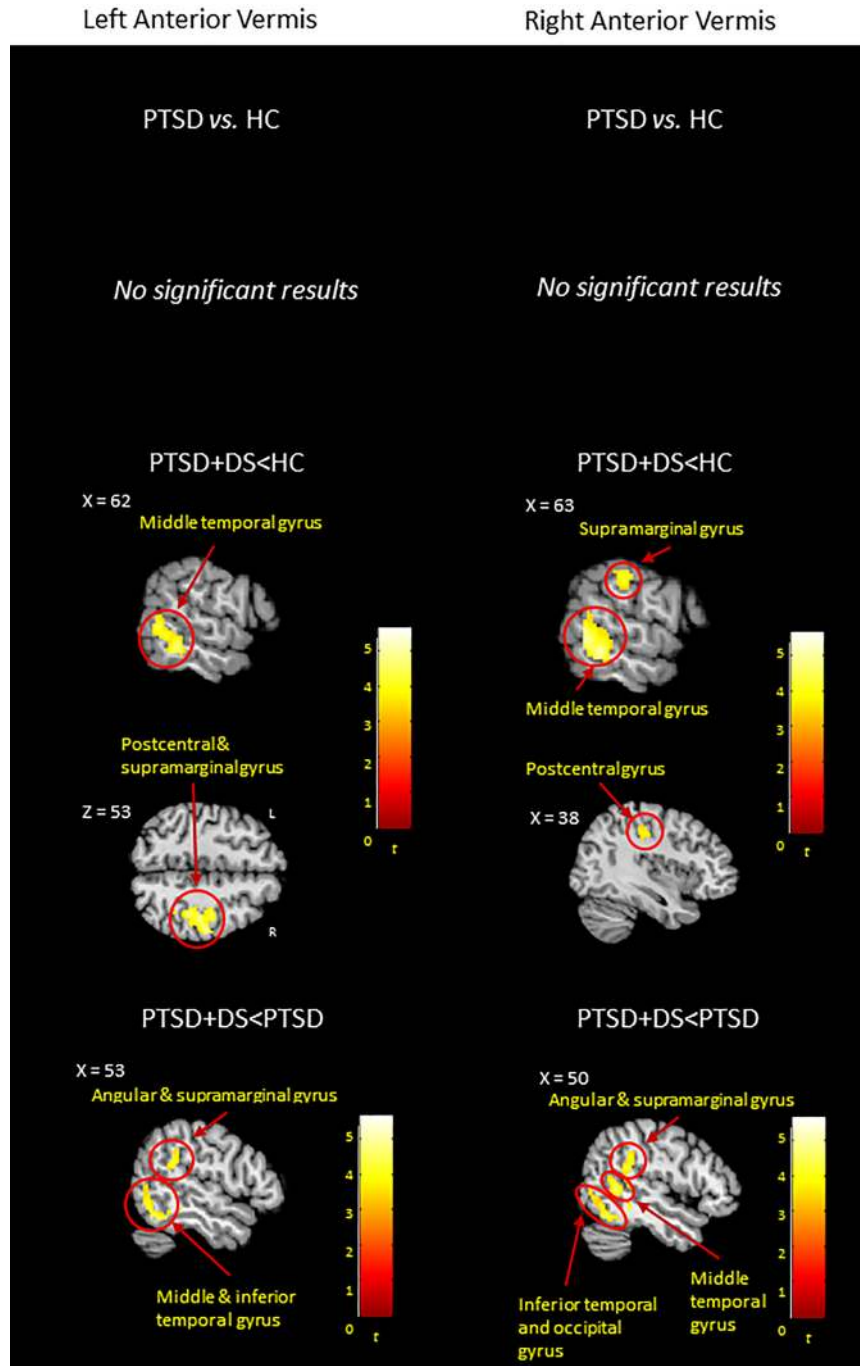 Left Anterior Vermis
Right Anterior Vermis
PTSD vs. HC
PTSD vs. HC
No significant results
No significant results
PTSD+DS<HC
X = 62
Middle temporal gyrus
5
4
3
2
1
0
t
Postcentral &
supramarginal gyrus
Z = 53
L
R
PTSD+DS<HC
X = 63
Supramarginal gyrus
Middle temporal gyrus
5
4
3
2
1
0
t
Postcentral gyrus
X = 38
PTSD+DS<PTSD
X = 53
Angular & supramarginal gyrus
5
4
3
2
1
0
t
Middle & inferior
temporal gyrus
PTSD+DS<PTSD
X = 50
Angular & supramarginal gyrus
5
4
3
2
1
0
t
Inferior temporal
and occipital
gyrus
Middle
temporal
gyrus